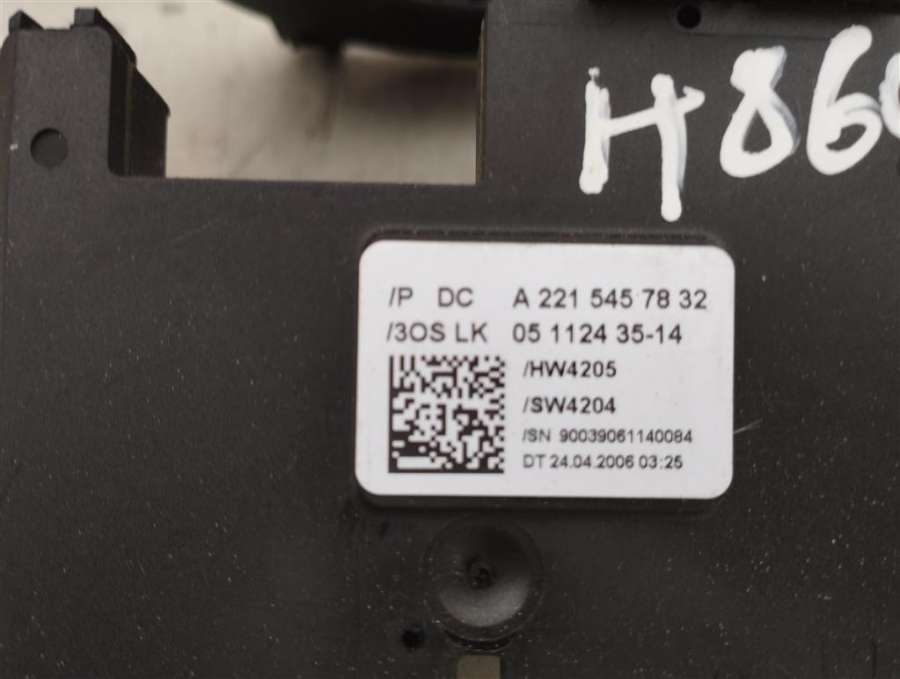 H86
/P DC A 221 545 78 32
/3OS LK 05 1124 35-14
/HW4205
/SW4204
/SN 90039061140084
DT 24.04.2006 03:25